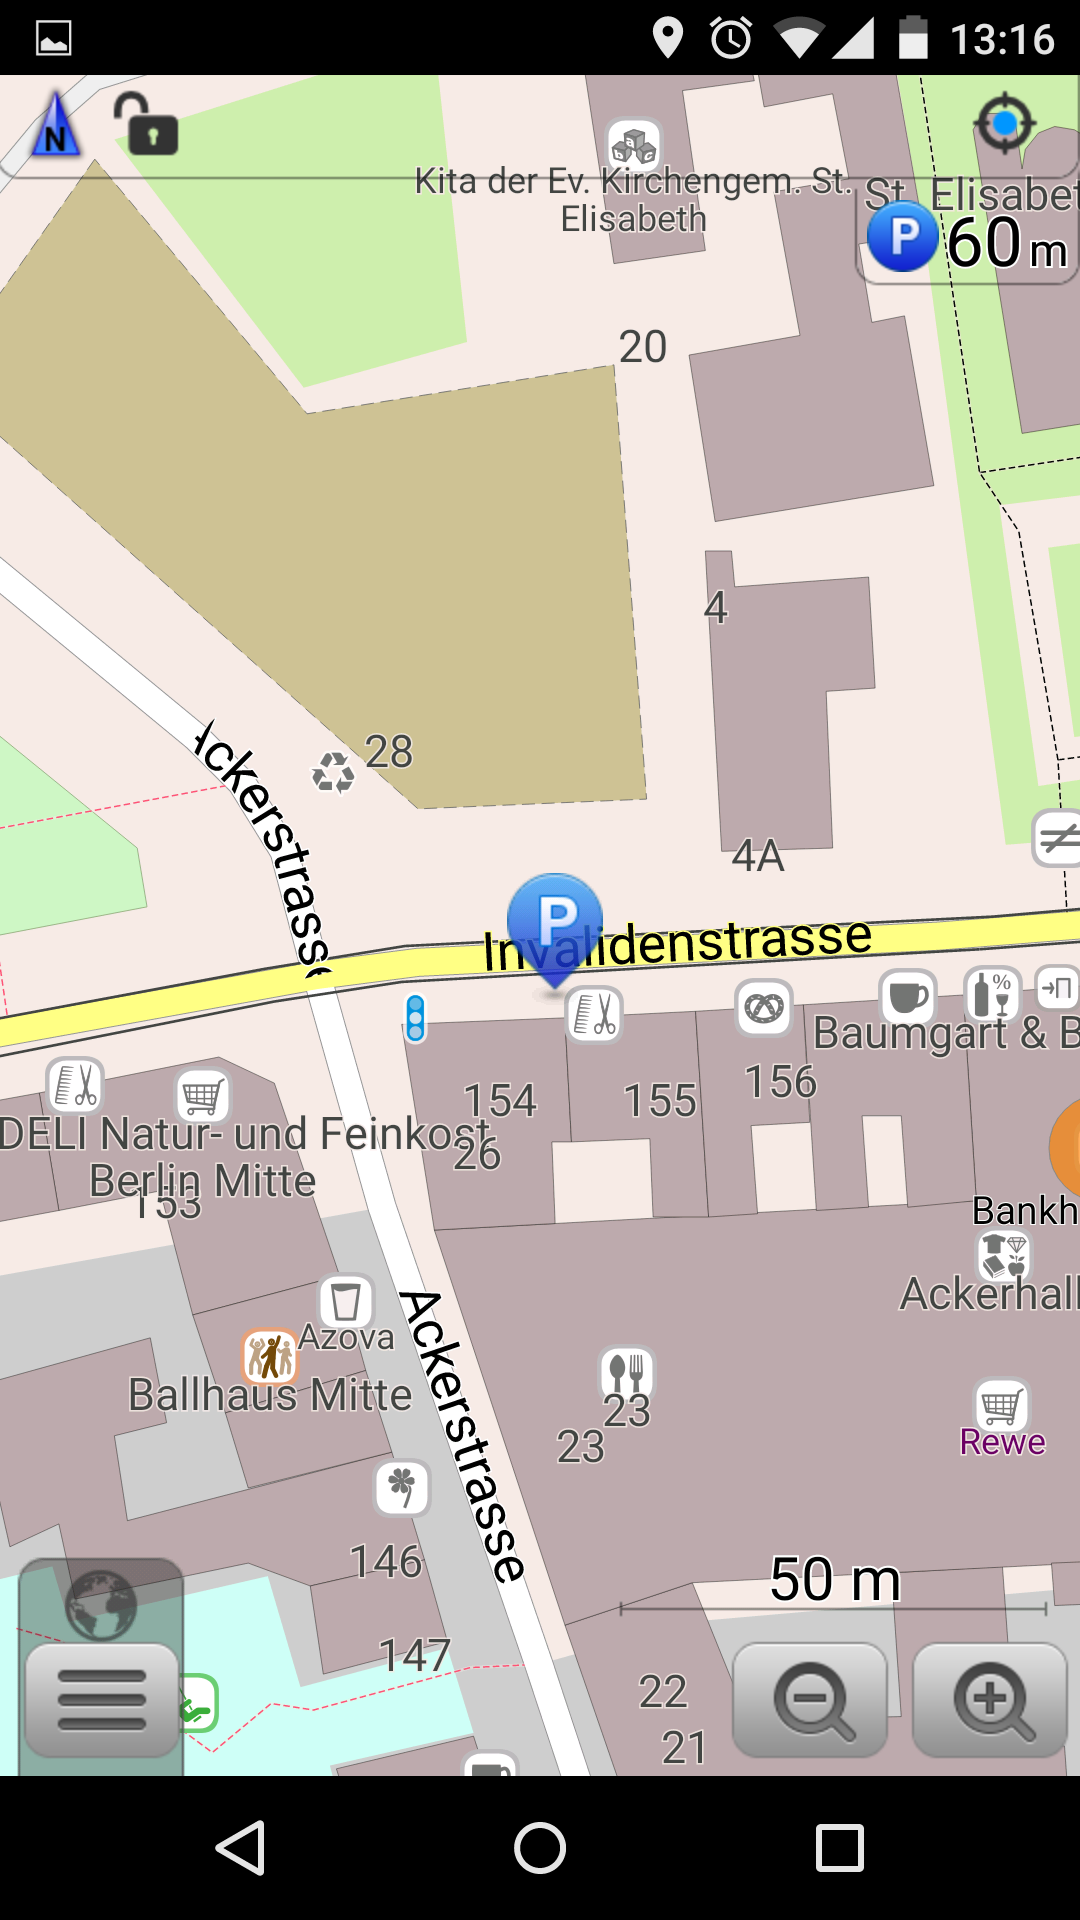 13:16
N
Kita der Ev. Kirchengem. St.
Elisabeth
St. Elisabet
P 60 m
20
4
28
Ackerstrasse
4A
P
Invalidenstrasse
%
Baumgart & B
154
155
156
26
DELI Natur- und Feinkost
Berlin Mitte
153
Bankh
Ackerhall
Azova
Ballhaus Mitte
Ackerstrasse
23
23
Rewe
146
50 m
147
22
21